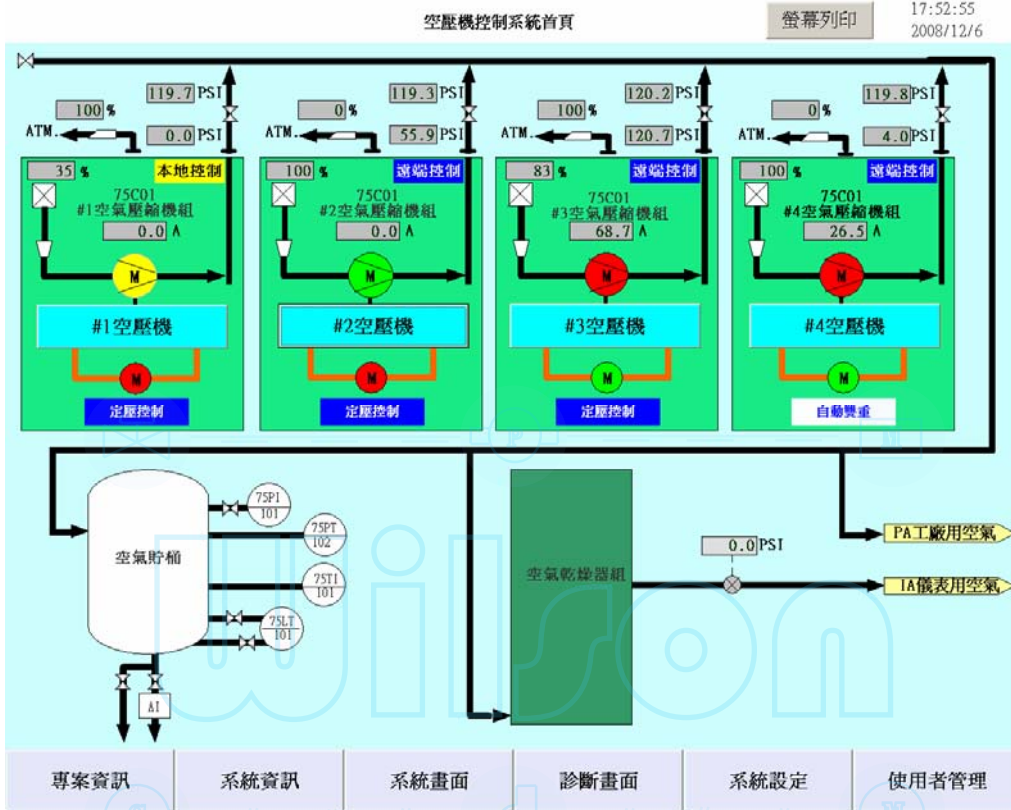 空壓機控制系統首頁
螢幕列印
17:52:55
2008/12/6
119.7 PSI
100 %
ATM.
0.0 PSI
119.3 PSI
0 %
ATM.
55.9 PSI
120.2 PSI
100 %
ATM.
120.7 PSI
119.8 PSI
0 %
ATM.
4.0 PSI
35 %
本地控制
75C01
#1空氣壓縮機組
0.0 A
M
#1空壓機
M
定壓控制
100 %
遠端控制
75C01
#2空氣壓縮機組
0.0 A
M
#2空壓機
M
定壓控制
83 %
遠端控制
75C01
#3空氣壓縮機組
68.7 A
M
#3空壓機
M
定壓控制
100 %
遠端控制
75C01
#4空氣壓縮機組
26.5 A
M
#4空壓機
M
自動雙重
空氣貯桶
75PI
101
75PT
102
75TI
101
75LT
101
AI
空氣乾燥器組
0.0 PSI
PA工廠用空氣
IA儀表用空氣
Wilson
專案資訊
系統資訊
系統畫面
診斷畫面
系統設定
使用者管理